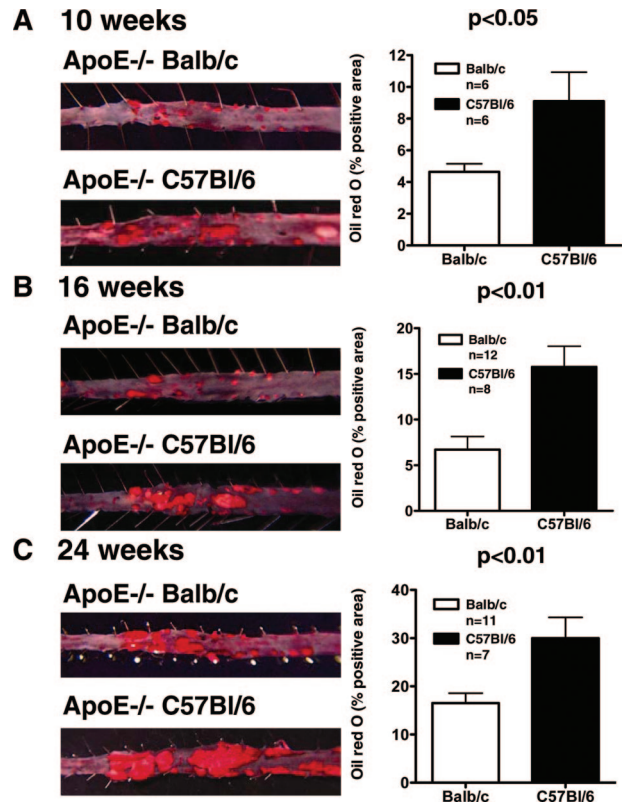 A 10 weeks
ApoE-/- Balb/c
ApoE-/- C57Bl/6
p<0.05
Oil red O (% positive area)
12
10
8
6
4
2
0
Balb/c
n=6
C57Bl/6
n=6
Balb/c C57Bl/6
B 16 weeks
ApoE-/- Balb/c
ApoE-/- C57Bl/6
p<0.01
Oil red O (% positive area)
20
15
10
5
0
Balb/c
n=12
C57Bl/6
n=8
Balb/c C57Bl/6
C 24 weeks
ApoE-/- Balb/c
ApoE-/- C57Bl/6
p<0.01
Oil red O (% positive area)
40
30
20
10
0
Balb/c
n=11
C57Bl/6
n=7
Balb/c C57Bl/6